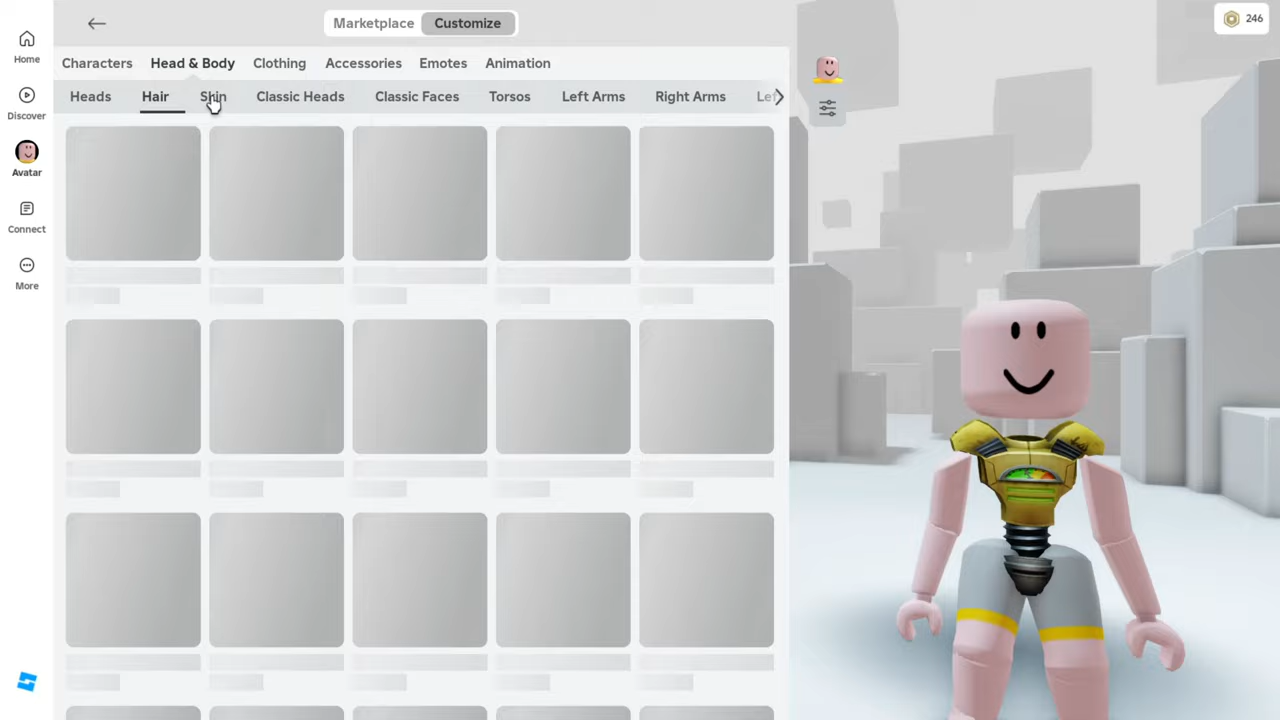 Marketplace Customize
246
Home
Characters Head & Body Clothing Accessories Emotes Animation
Heads Hair Skin Classic Heads Classic Faces Torsos Left Arms Right Arms
Discover
Avatar
Connect
More